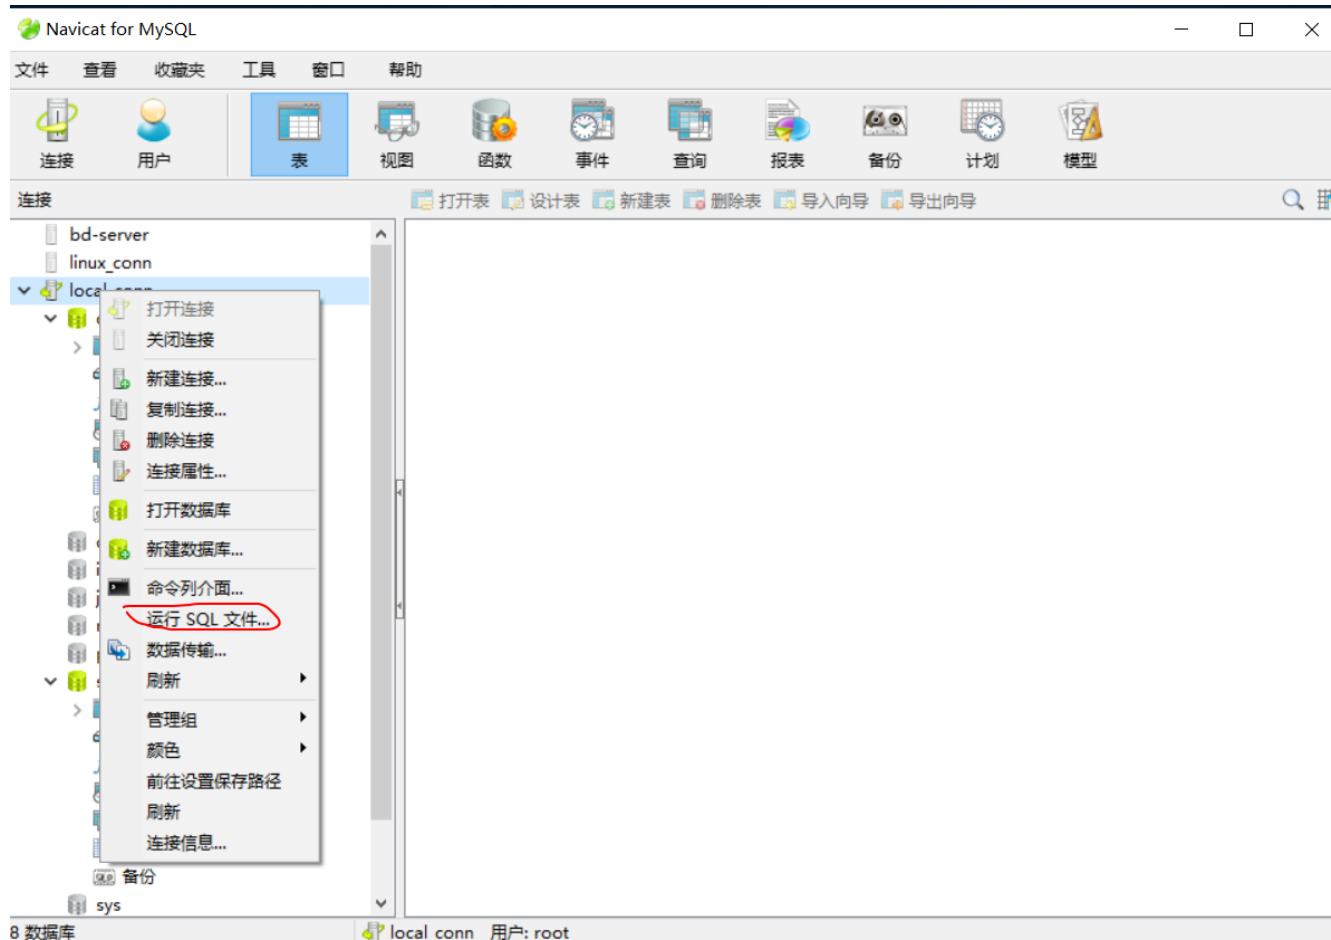 Navicat for MySQL
文件 查看 收藏夹 工具 窗口 帮助
连接 用户 表 视图 函数 事件 查询 报表 备份 计划 模型
连接
打开表 设计表 新建表 删除表 导入向导 导出向导
bd-server
linux_conn
打开连接
关闭连接
新建连接...
复制连接...
删除连接
连接属性...
打开数据库
新建数据库...
命令列介面...
运行 SQL 文件...
数据传输...
刷新
管理组
颜色
前往设置保存路径
刷新
连接信息...
备份
sys
8 数据库 local_conn 用户: root